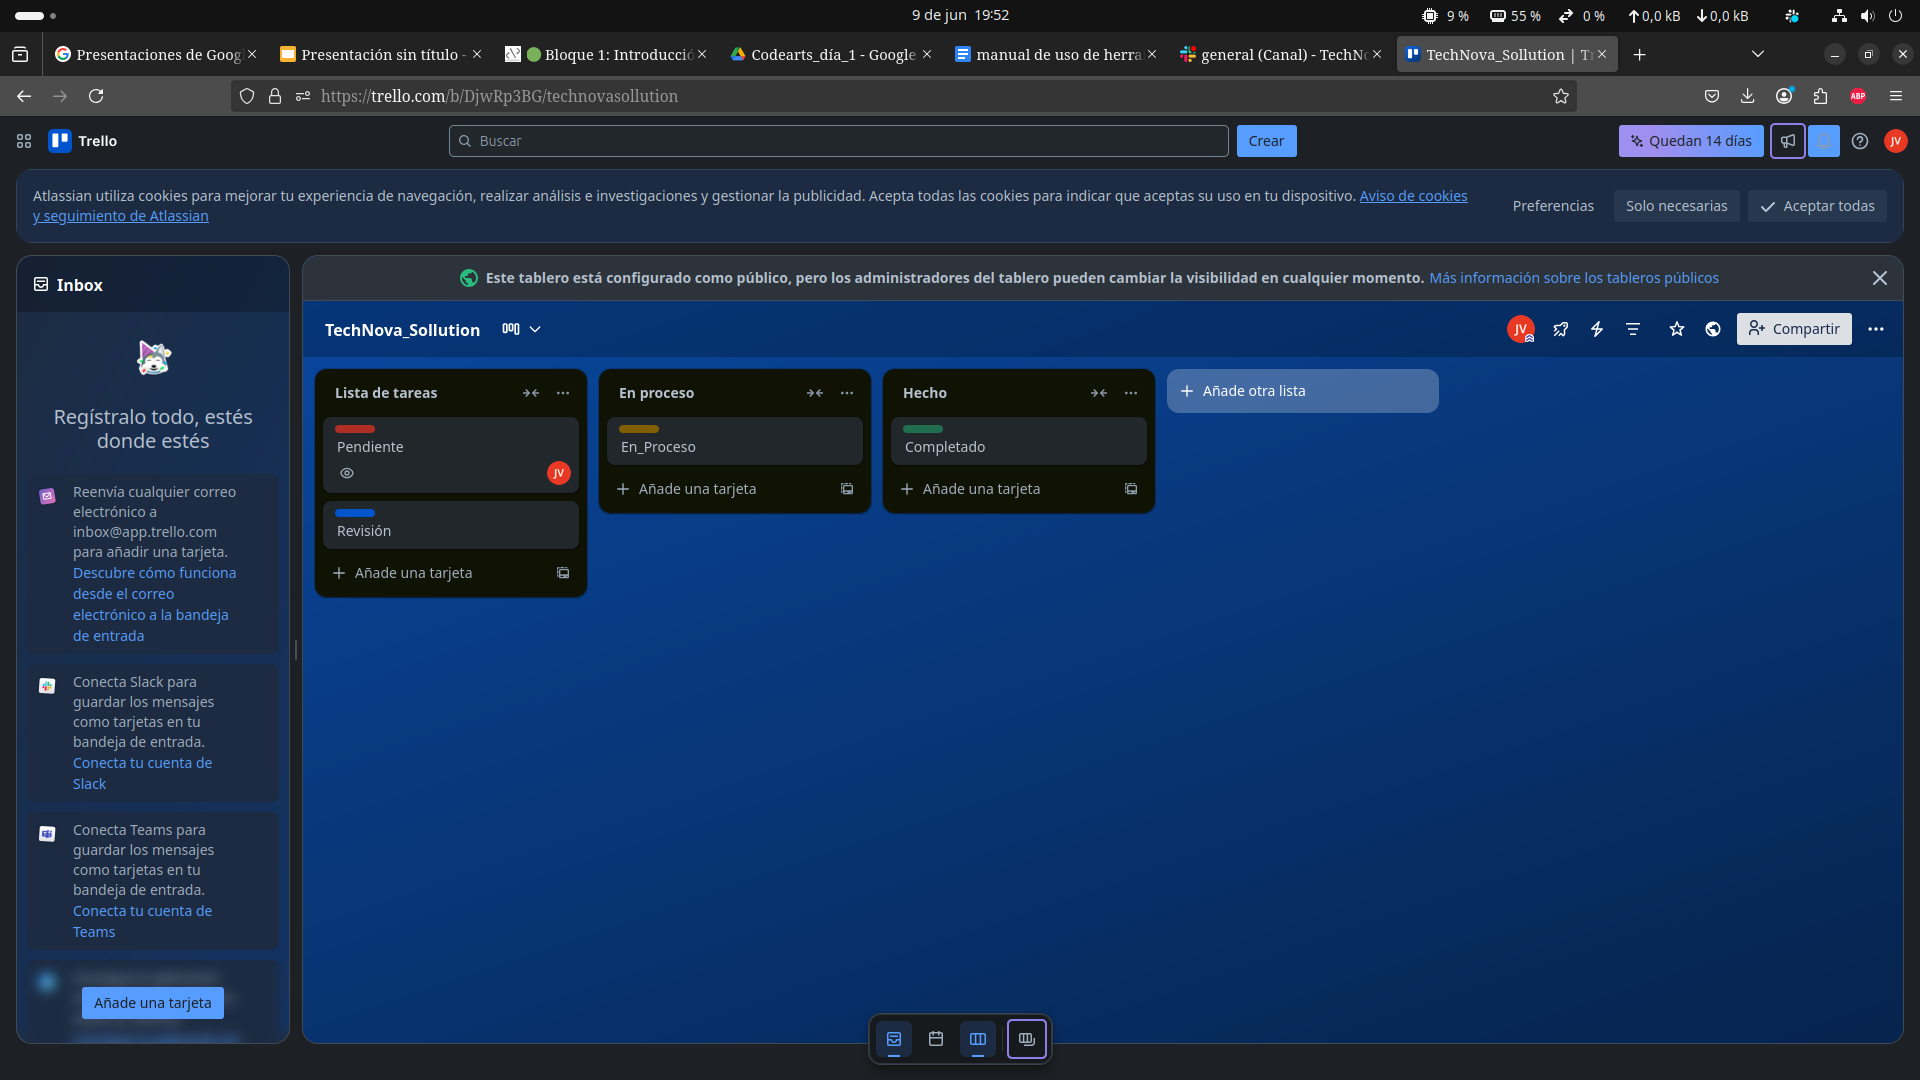 9 de jun 19:52
9 %
55 %
0 %
0,0 kB
0,0 kB
Presentaciones de Goog
Presentación sin título -
Bloque 1: Introducció
Codearts_día_1 - Google
manual de uso de herra
general (Canal) - TechNo
TechNova_Sollution | T
https://trello.com/b/DjwRp3BG/technovasollution
ABP
Trello
Buscar
Crear
Quedan 14 días
JV
Atlassian utiliza cookies para mejorar tu experiencia de navegación, realizar análisis e investigaciones y gestionar la publicidad. Acepta todas las cookies para indicar que aceptas su uso en tu dispositivo. Aviso de cookies
y seguimiento de Atlassian
Preferencias
Solo necesarias
Aceptar todas
Inbox
Regístralo todo, estés
donde estés
Reenvía cualquier correo
electrónico a
inbox@app.trello.com
para añadir una tarjeta.
Descubre cómo funciona
desde el correo
electrónico a la bandeja
de entrada
Conecta Slack para
guardar los mensajes
como tarjetas en tu
bandeja de entrada.
Conecta tu cuenta de
Slack
Conecta Teams para
guardar los mensajes
como tarjetas en tu
bandeja de entrada.
Conecta tu cuenta de
Teams
Añade una tarjeta
Este tablero está configurado como público, pero los administradores del tablero pueden cambiar la visibilidad en cualquier momento. Más información sobre los tableros públicos
TechNova_Sollution
JV
Compartir
Lista de tareas
Pendiente
JV
Revisión
Añade una tarjeta
En proceso
En_Proceso
Añade una tarjeta
Hecho
Completado
Añade una tarjeta
Añade otra lista